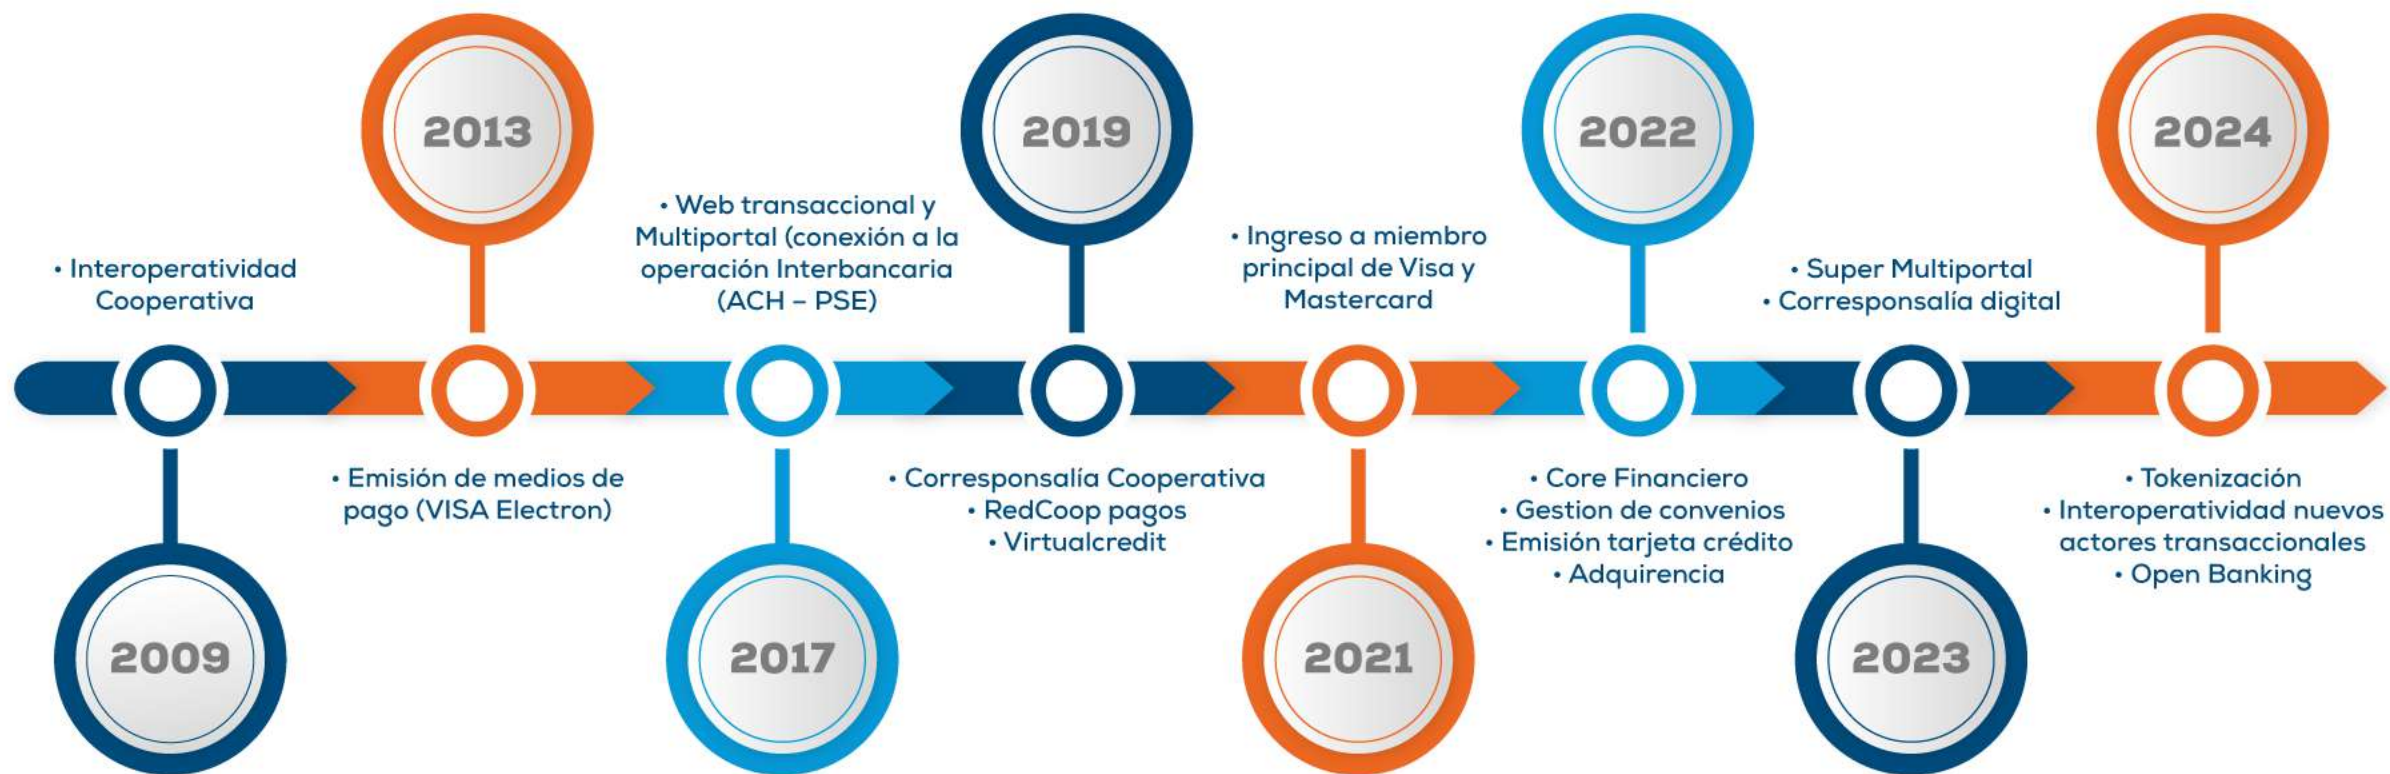 2009
• Interoperatividad
Cooperativa
2013
• Emisión de medios de
pago (VISA Electron)
2017
• Web transaccional y
Multiportal (conexión a la
operación Interbancaria
(ACH – PSE)
2019
• Corresponsalía Cooperativa
• RedCoop pagos
• Virtualcredit
2021
• Ingreso a miembro
principal de Visa y
Mastercard
2022
• Core Financiero
• Gestion de convenios
• Emisión tarjeta crédito
• Adquirencia
2023
• Super Multiportal
• Corresponsalía digital
2024
• Tokenización
• Interoperatividad nuevos
actores transaccionales
• Open Banking